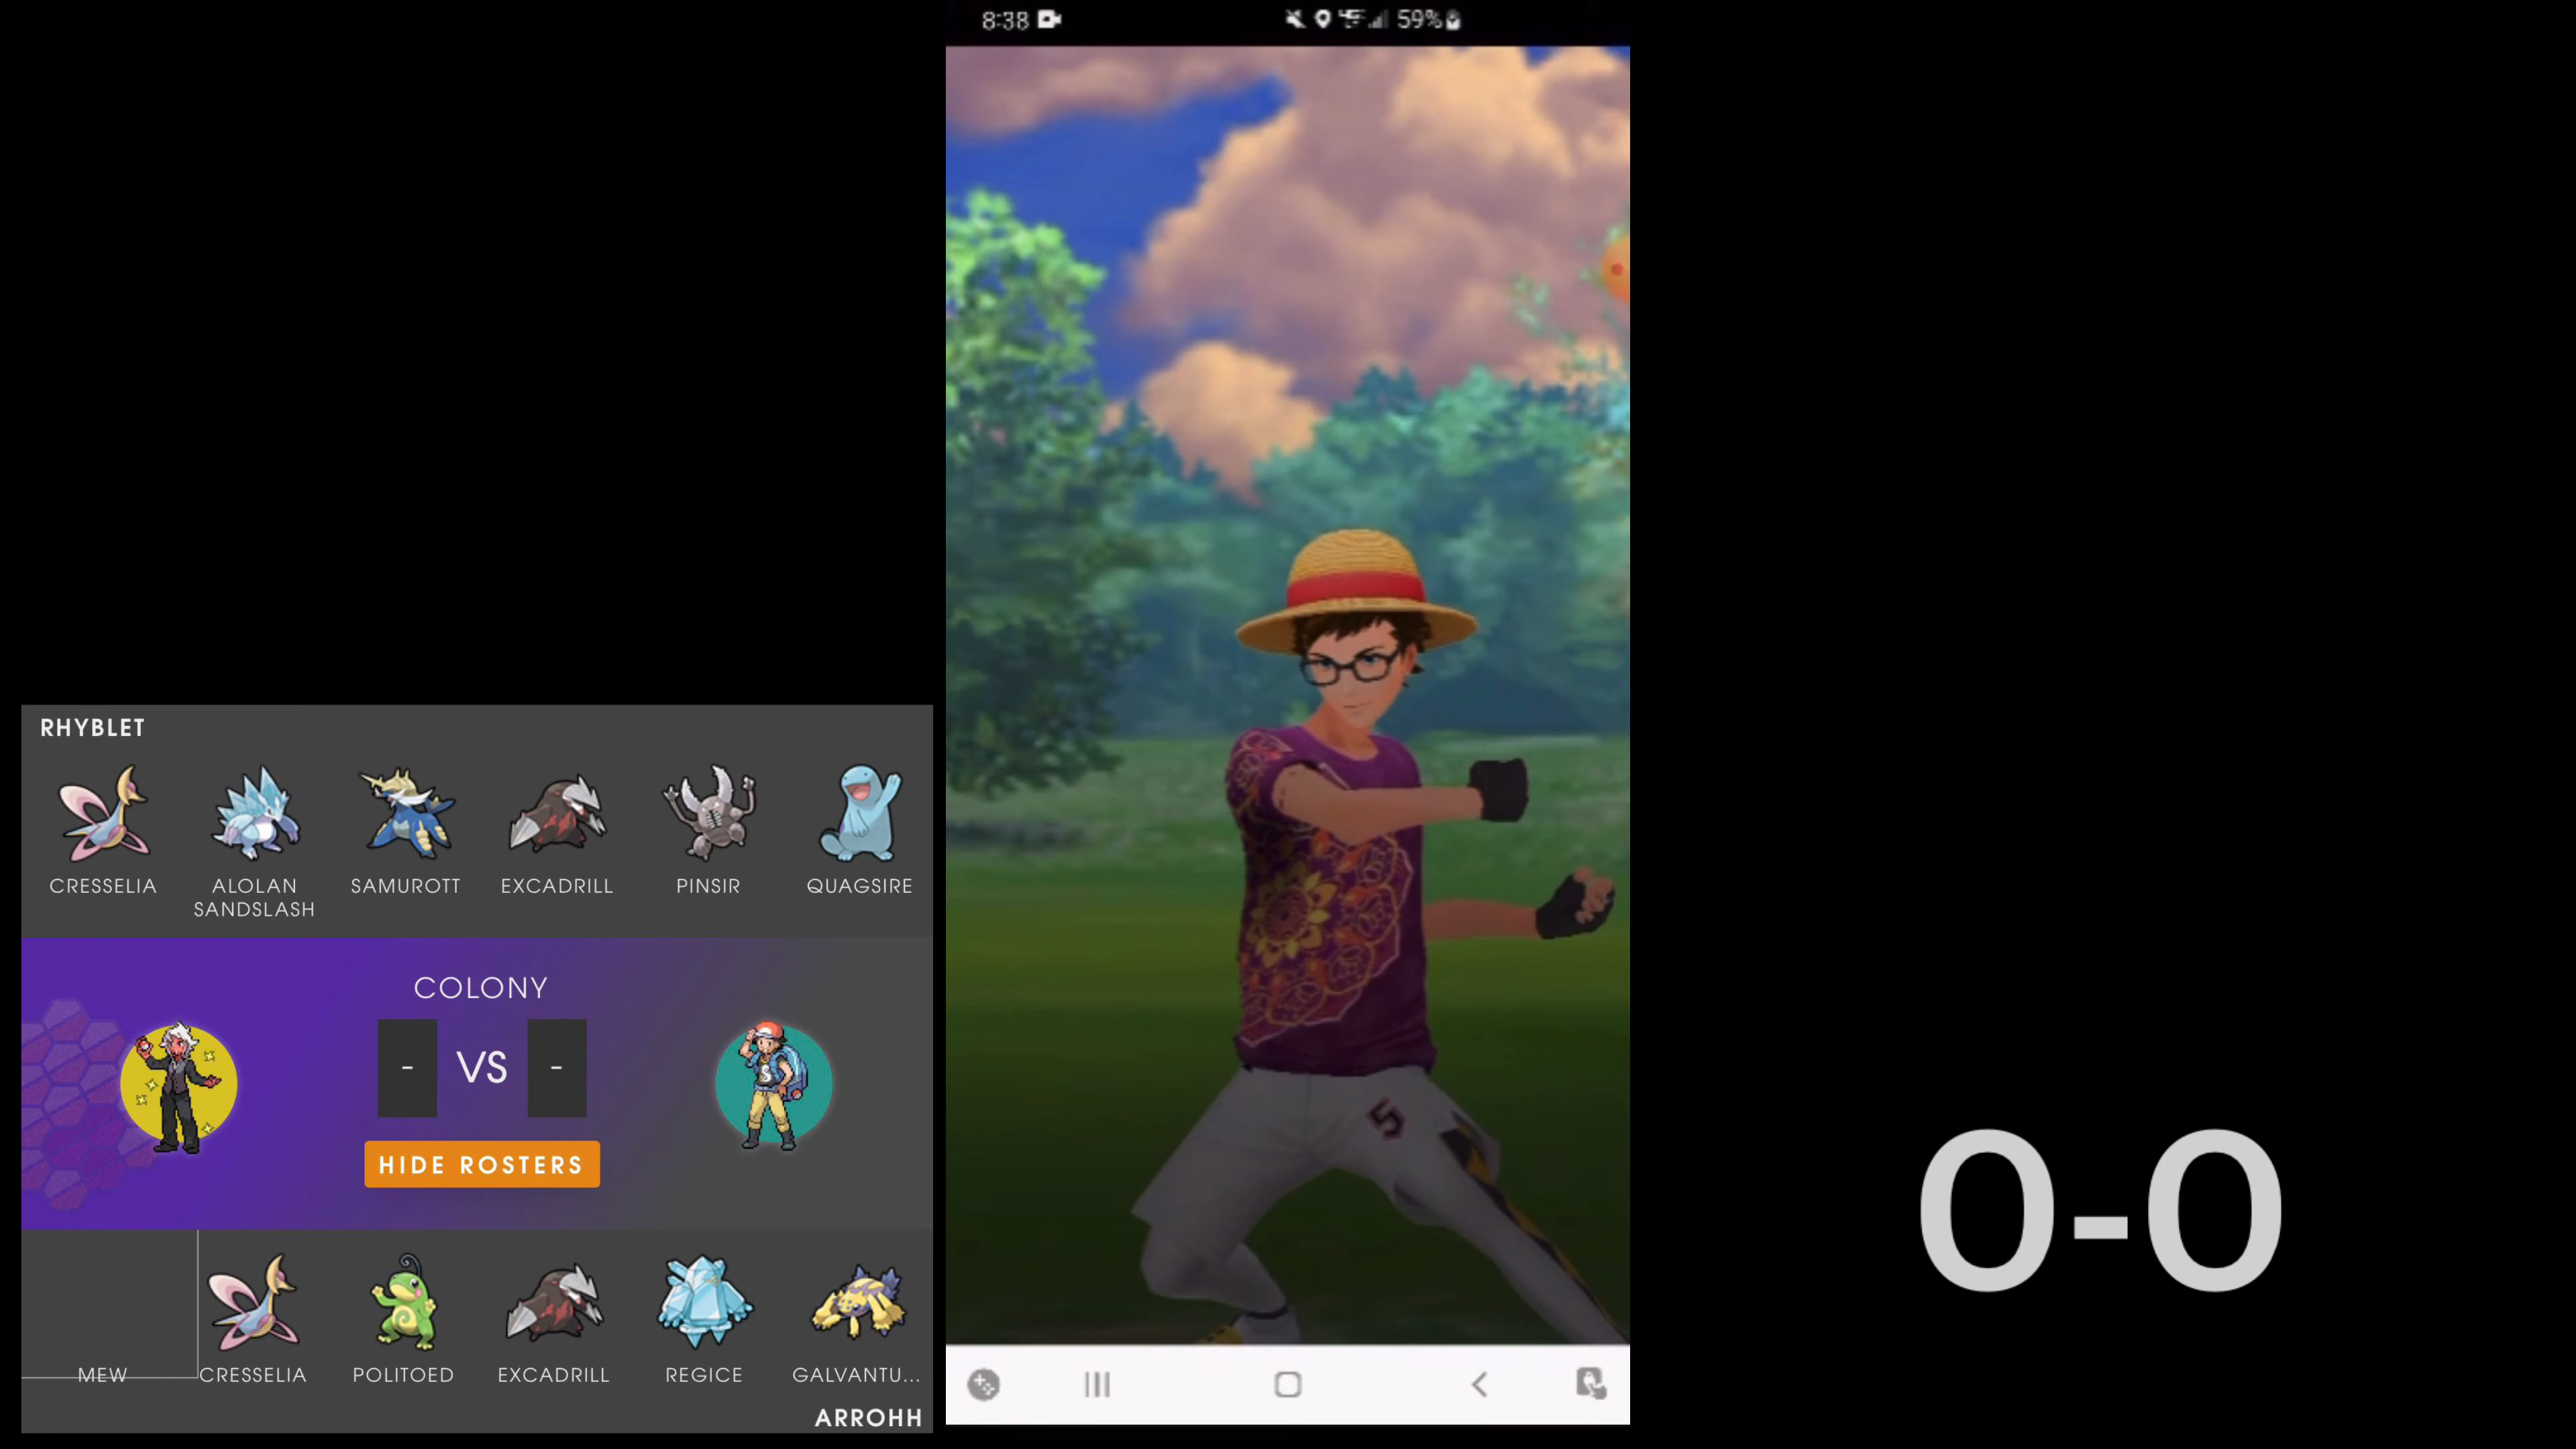 8:38
59%
RHYBLET
CRESSELIA
ALOLAN
SANDSLASH
SAMUROTT
EXCADRILL
PINSIR
QUAGSIRE
COLONY
- VS -
HIDE ROSTERS
5
0-0
MEW
CRESSELIA
POLITOED
EXCADRILL
REGICE
GALVANTU...
ARROHH